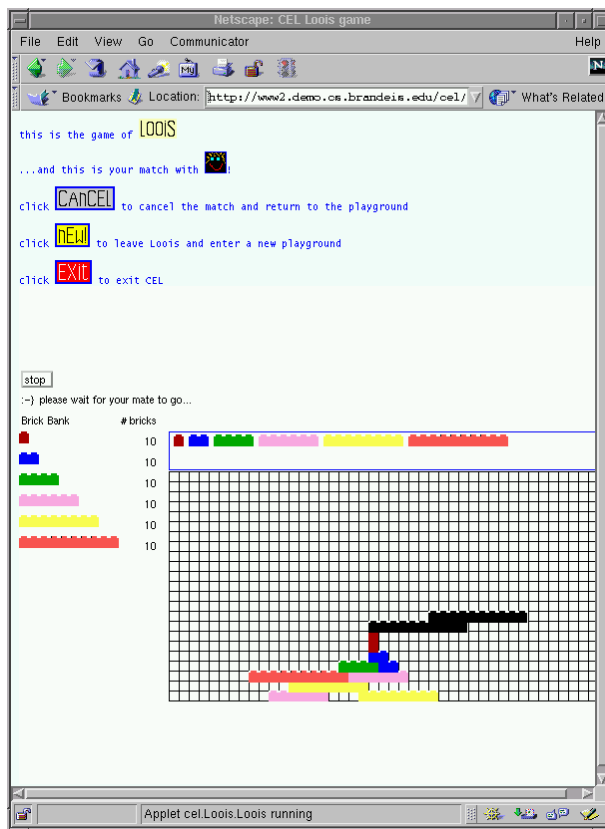 Netscape: CEL Loois game
File Edit View Go Communicator Help
My N
Bookmarks Location: http://www2.demo.cs.brandeis.edu/cel/ What's Related
this is the game of LOOIS
...and this is your match with !
click CANCEL to cancel the match and return to the playground
click NEW! to leave Loois and enter a new playground
click EXIT to exit CEL
stop
:-) please wait for your mate to go...
Brick Bank # bricks
10
10
10
10
10
10
Applet cel.Loois.Loois running